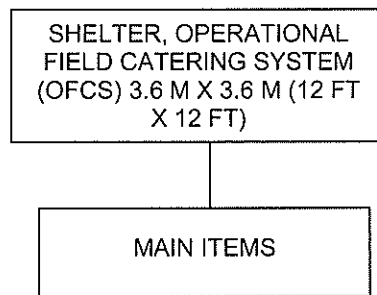 SHELTER, OPERATIONAL
FIELD CATERING SYSTEM
(OFCS) 3.6 M X 3.6 M (12 FT
X 12 FT)
MAIN ITEMS